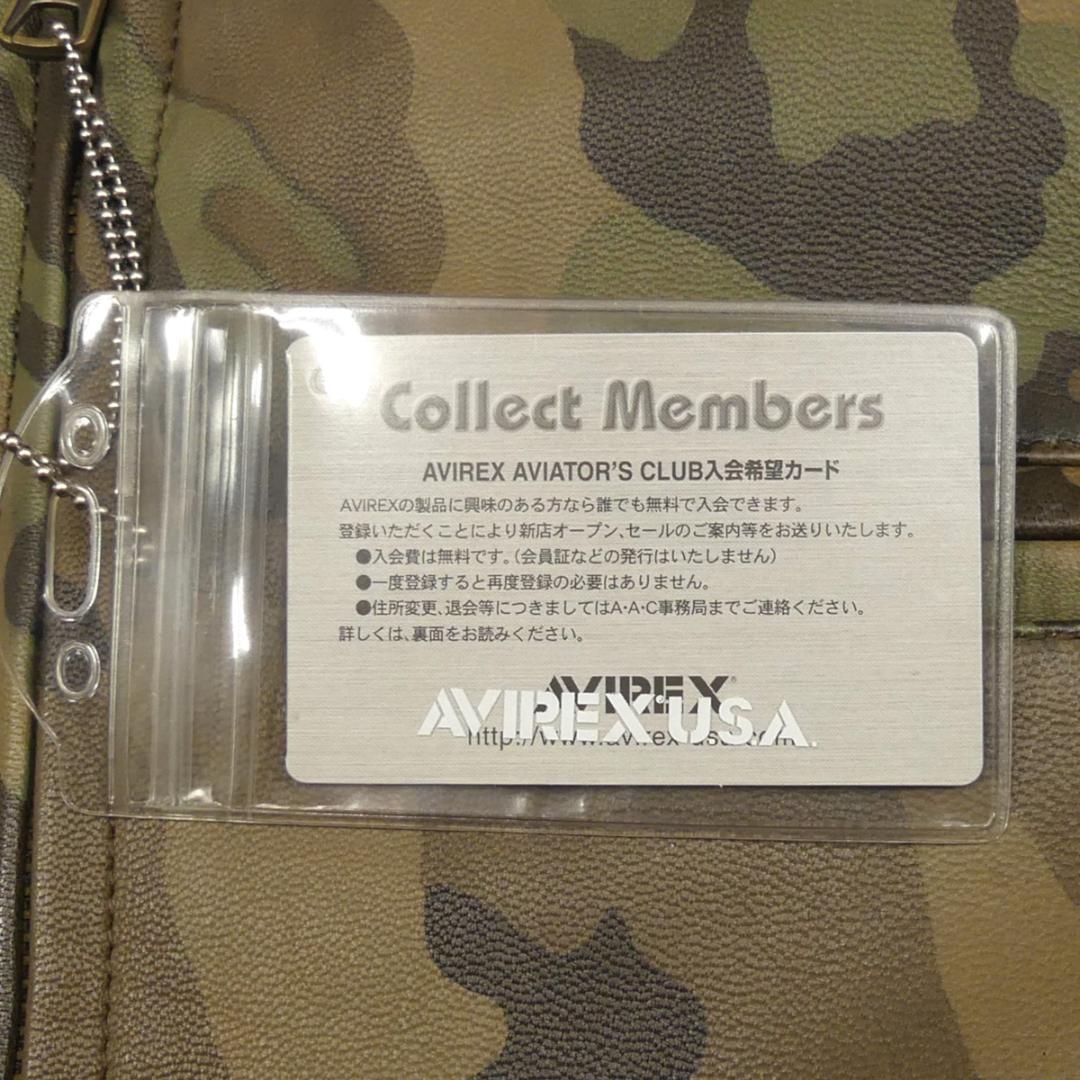 Collect Members
AVIREX AVIATOR'S CLUB入会希望カード
AVIREXの製品に興味のある方なら誰でも無料で入会できます。
登録いただくことにより新店オープン、セールのご案内等をお送りいたします。
●入会費は無料です。(会員証などの発行はいたしません)
●一度登録すると再度登録の必要はありません。
●住所変更、退会等につきましてはA・A・C事務局までご連絡ください。
詳しくは、裏面をお読みください。
AVIREX®
AVIREX USA.
http://www.avirex-usa.com